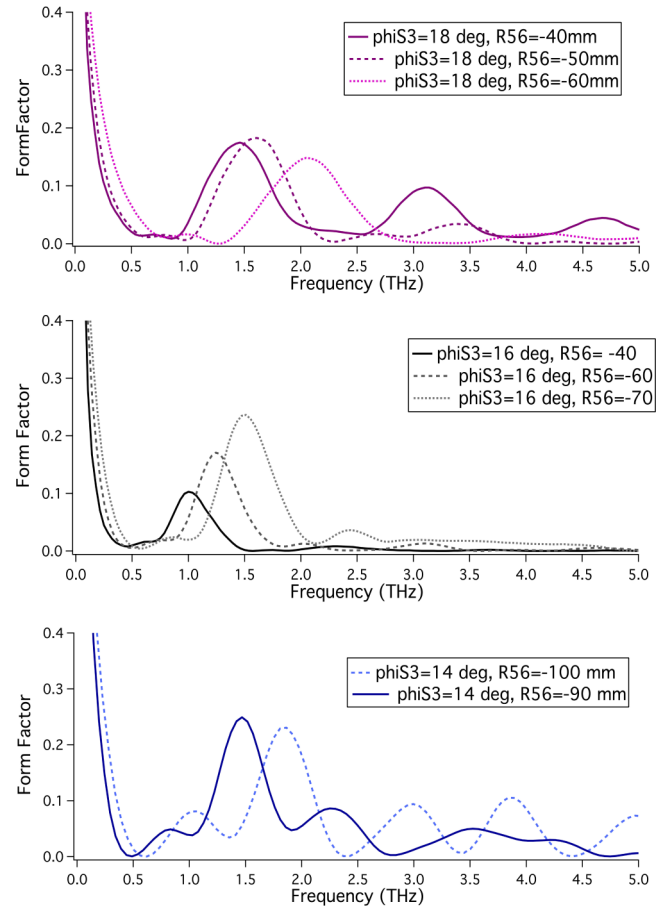 0.4
0.3
0.2
0.1
0.0
FormFactor
phiS3=18 deg, R56=-40mm
phiS3=18 deg, R56=-50mm
phiS3=18 deg, R56=-60mm
0.0 0.5 1.0 1.5 2.0 2.5 3.0 3.5 4.0 4.5 5.0
Frequency (THz)
0.4
0.3
0.2
0.1
0.0
Form Factor
phiS3=16 deg, R56= -40
phiS3=16 deg, R56=-60
phiS3=16 deg, R56=-70
0.0 0.5 1.0 1.5 2.0 2.5 3.0 3.5 4.0 4.5 5.0
Frequency (THz)
0.4
0.3
0.2
0.1
0.0
Form Factor
phiS3=14 deg, R56=-100 mm
phiS3=14 deg, R56=-90 mm
0.0 0.5 1.0 1.5 2.0 2.5 3.0 3.5 4.0 4.5 5.0
Frequency (THz)